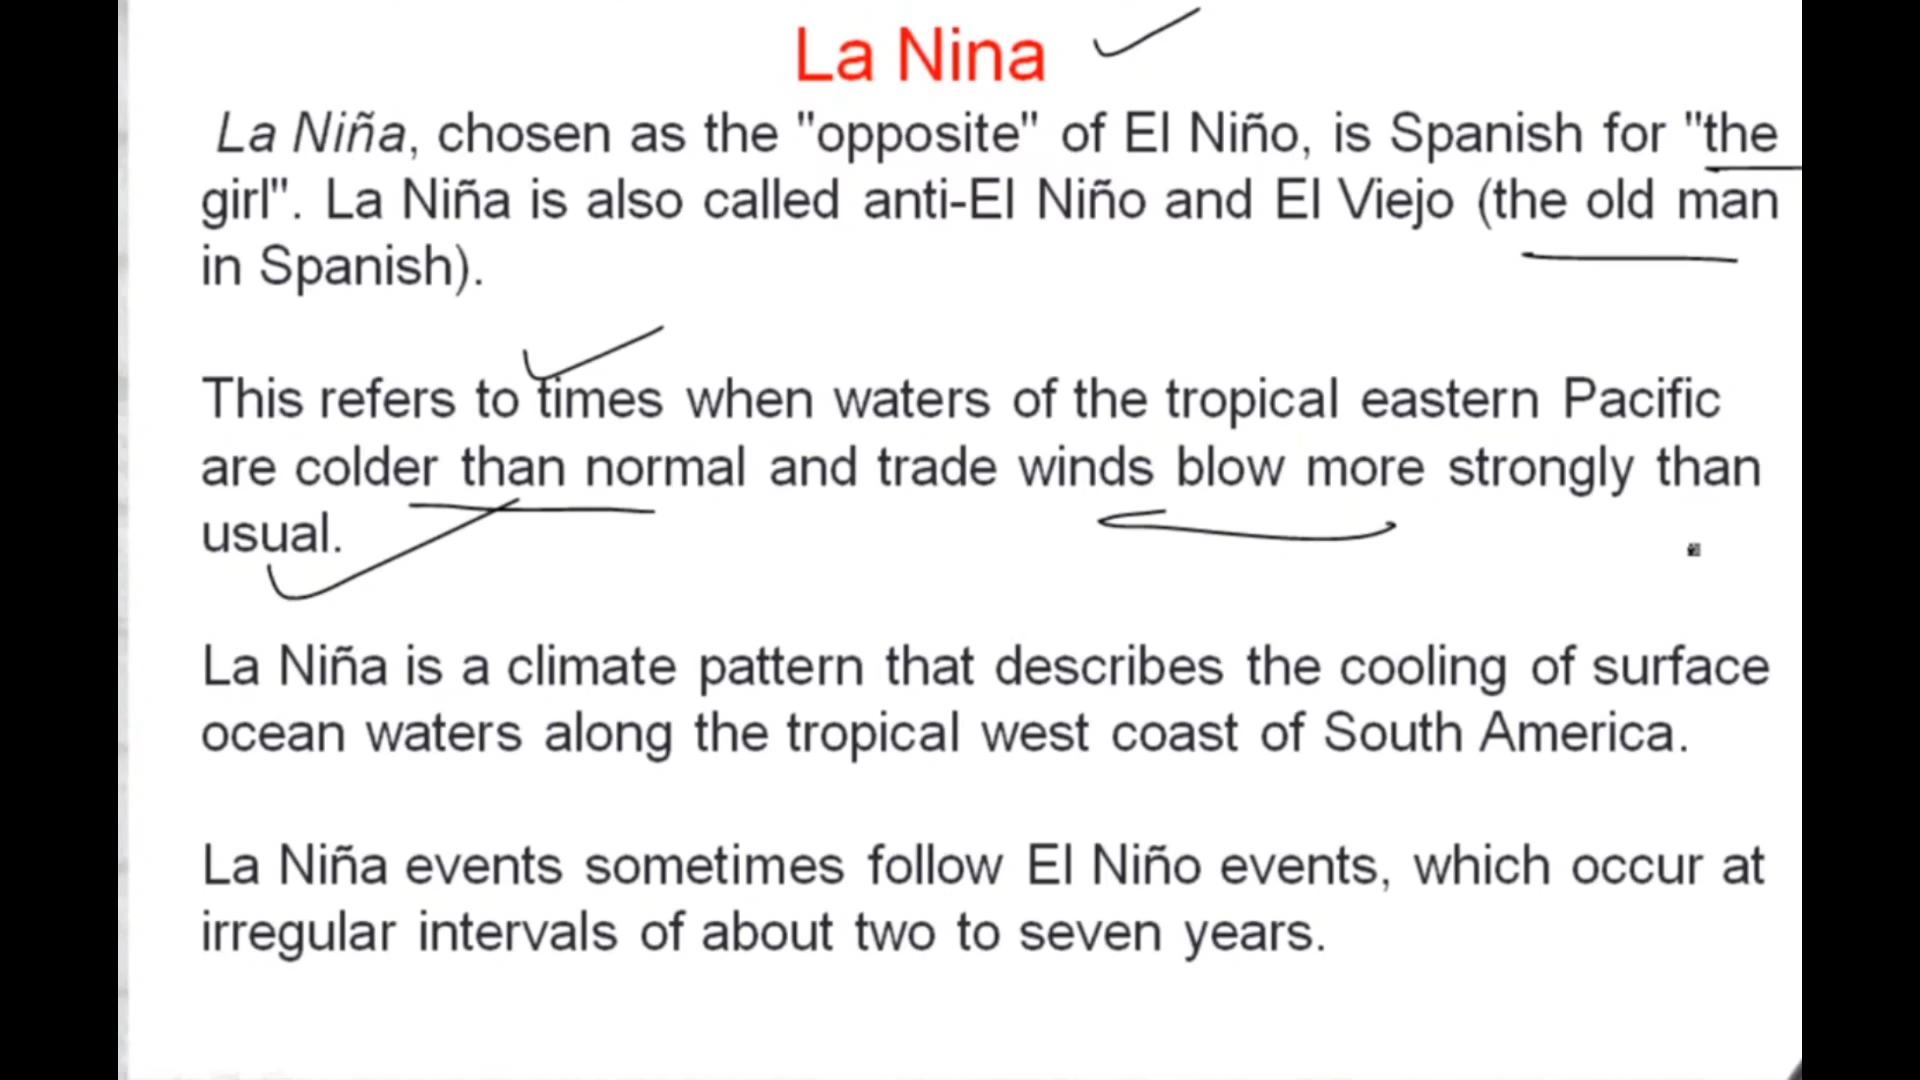 La Nina
La Niña, chosen as the "opposite" of El Niño, is Spanish for "the
girl". La Niña is also called anti-El Niño and El Viejo (the old man
in Spanish).
This refers to times when waters of the tropical eastern Pacific
are colder than normal and trade winds blow more strongly than
usual.
La Niña is a climate pattern that describes the cooling of surface
ocean waters along the tropical west coast of South America.
La Niña events sometimes follow El Niño events, which occur at
irregular intervals of about two to seven years.